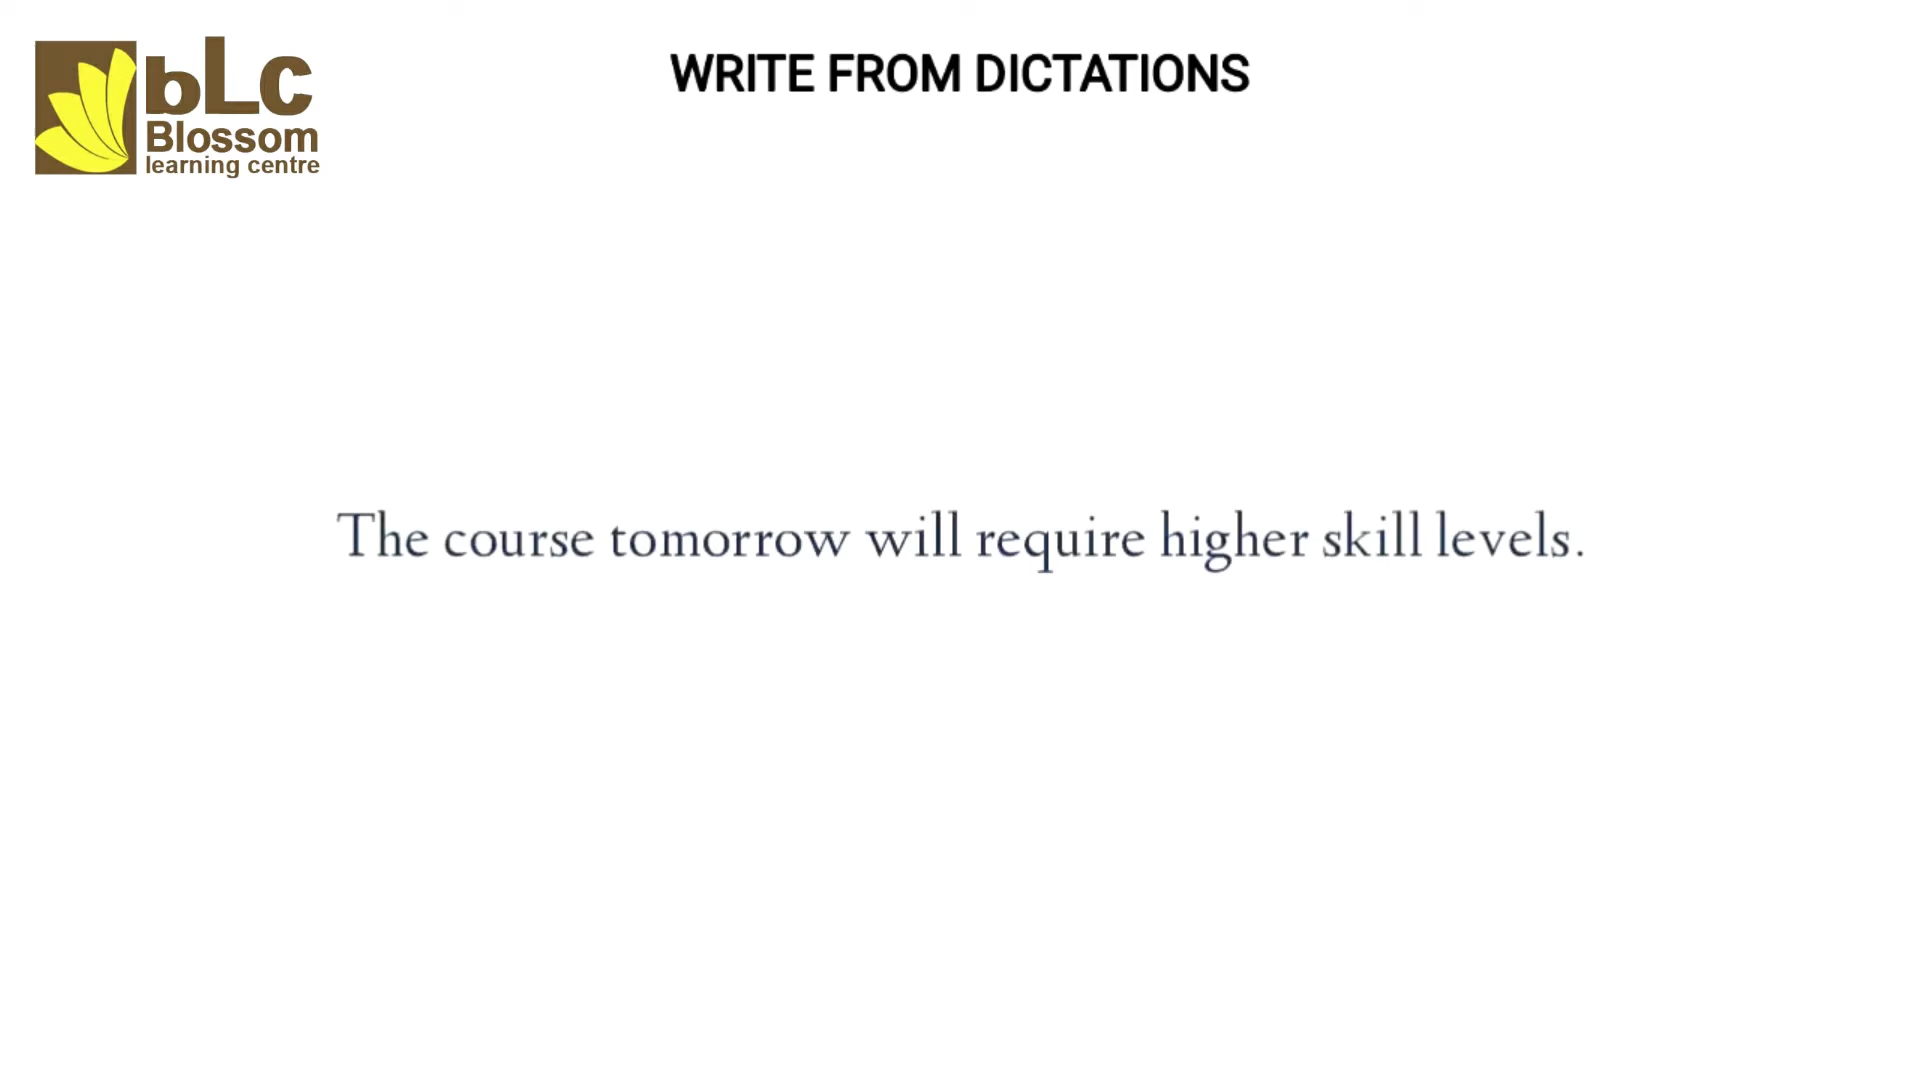 bLc
Blossom
learning centre
WRITE FROM DICTATIONS
The course tomorrow will require higher skill levels.